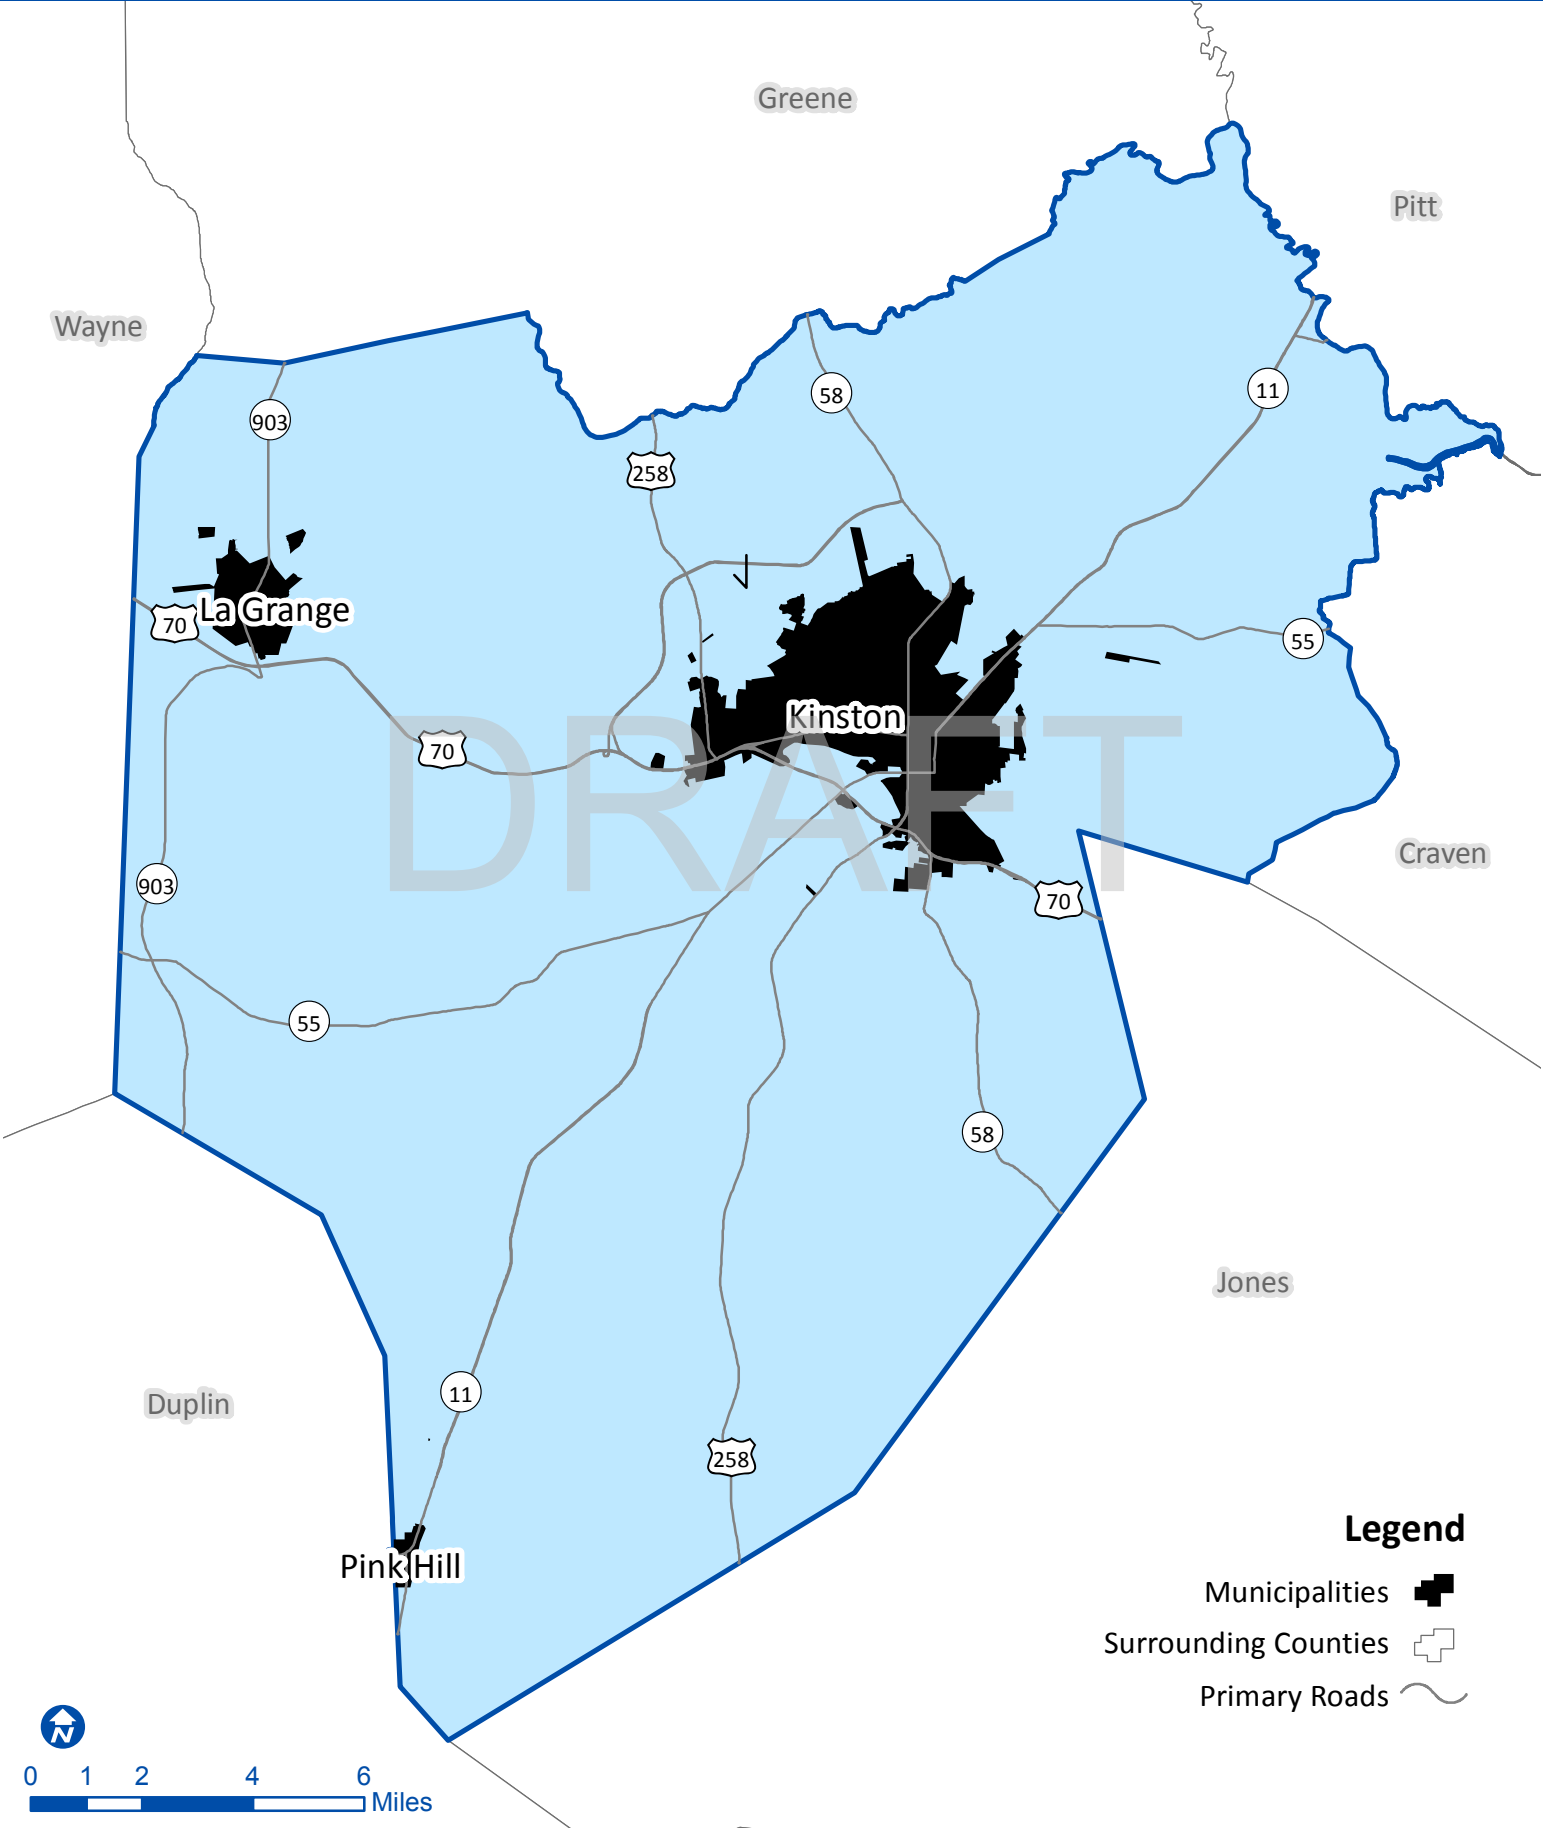 Greene
Pitt
Wayne
58
11
903
258
La Grange
70
55
Kinston
DRAFT
70
Craven
903
70
55
58
Jones
11
Duplin
258
Legend
Pink Hill
Municipalities
Surrounding Counties
Primary Roads
N
0 1 2 4 6
Miles